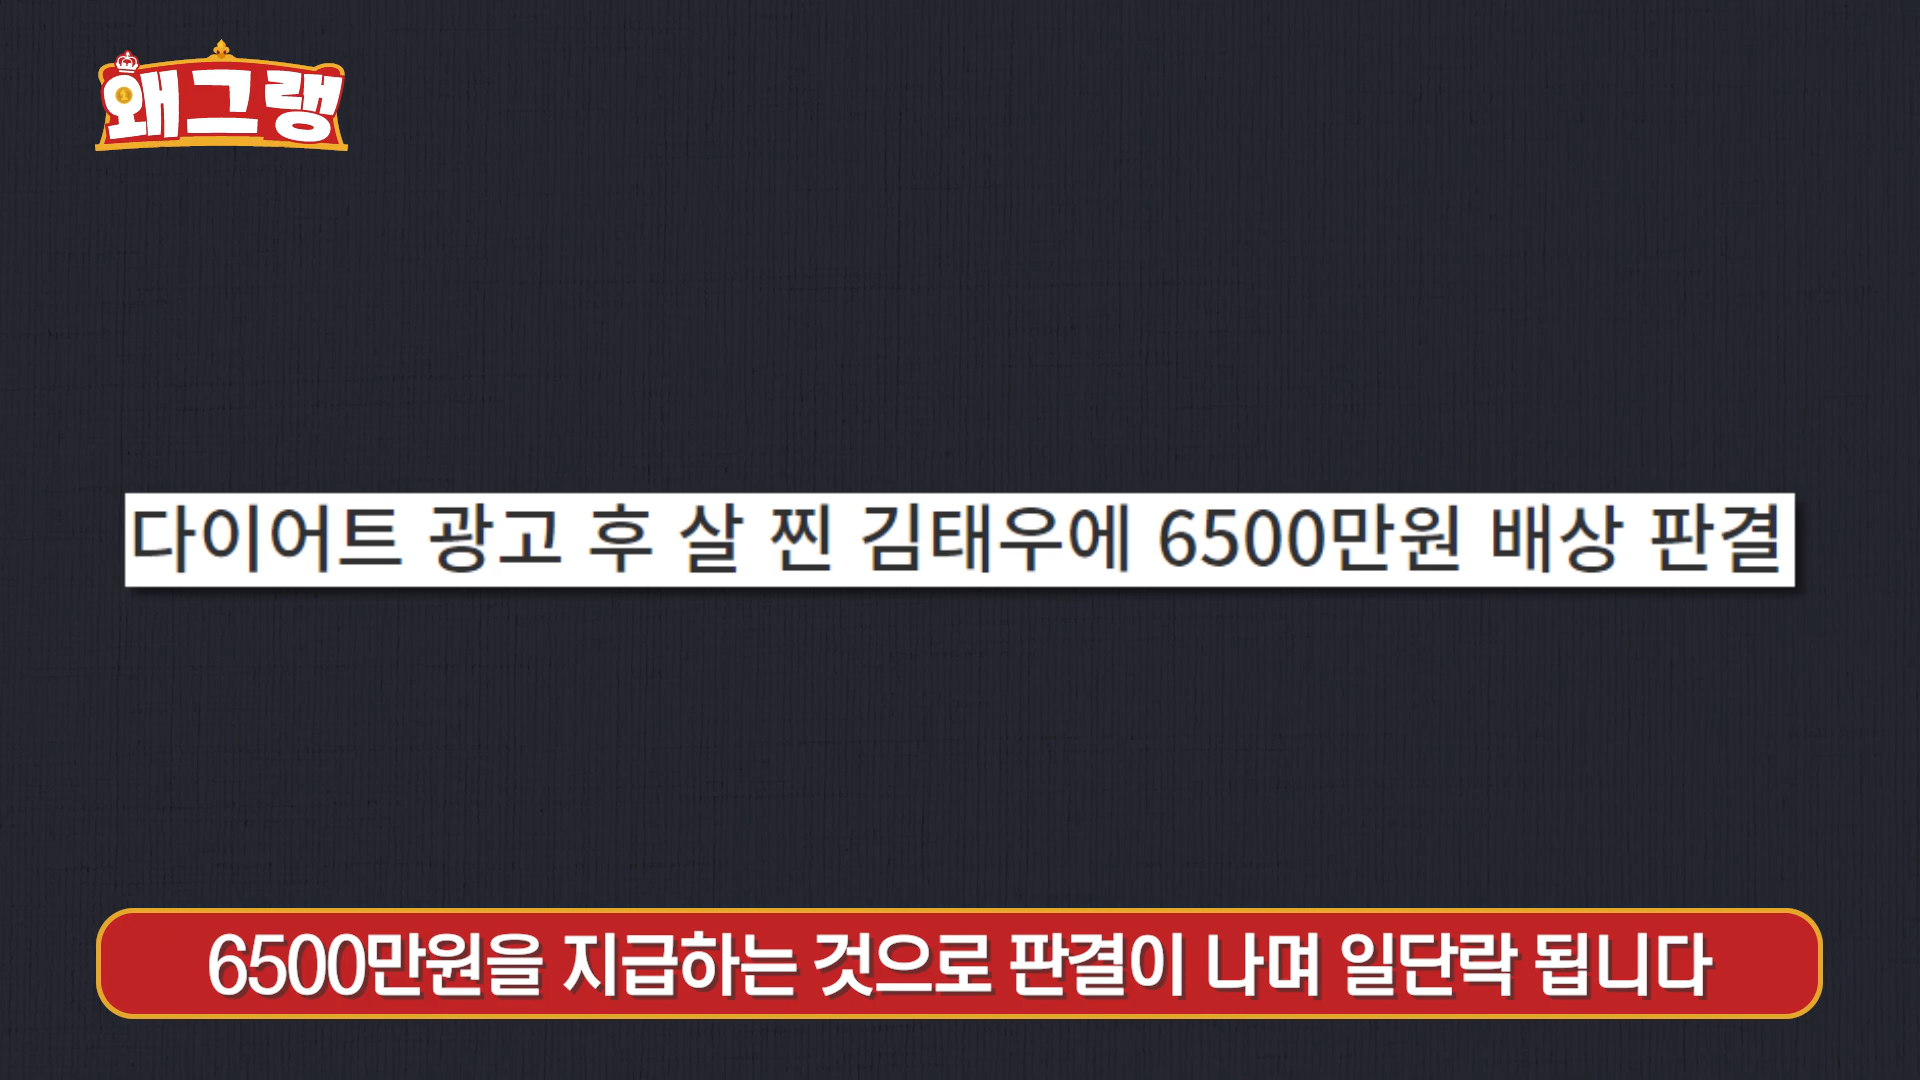 왜그랭
다이어트 광고 후 살 찐 김태우에 6500만원 배상 판결
6500만원을 지급하는 것으로 판결이 나며 일단락 됩니다